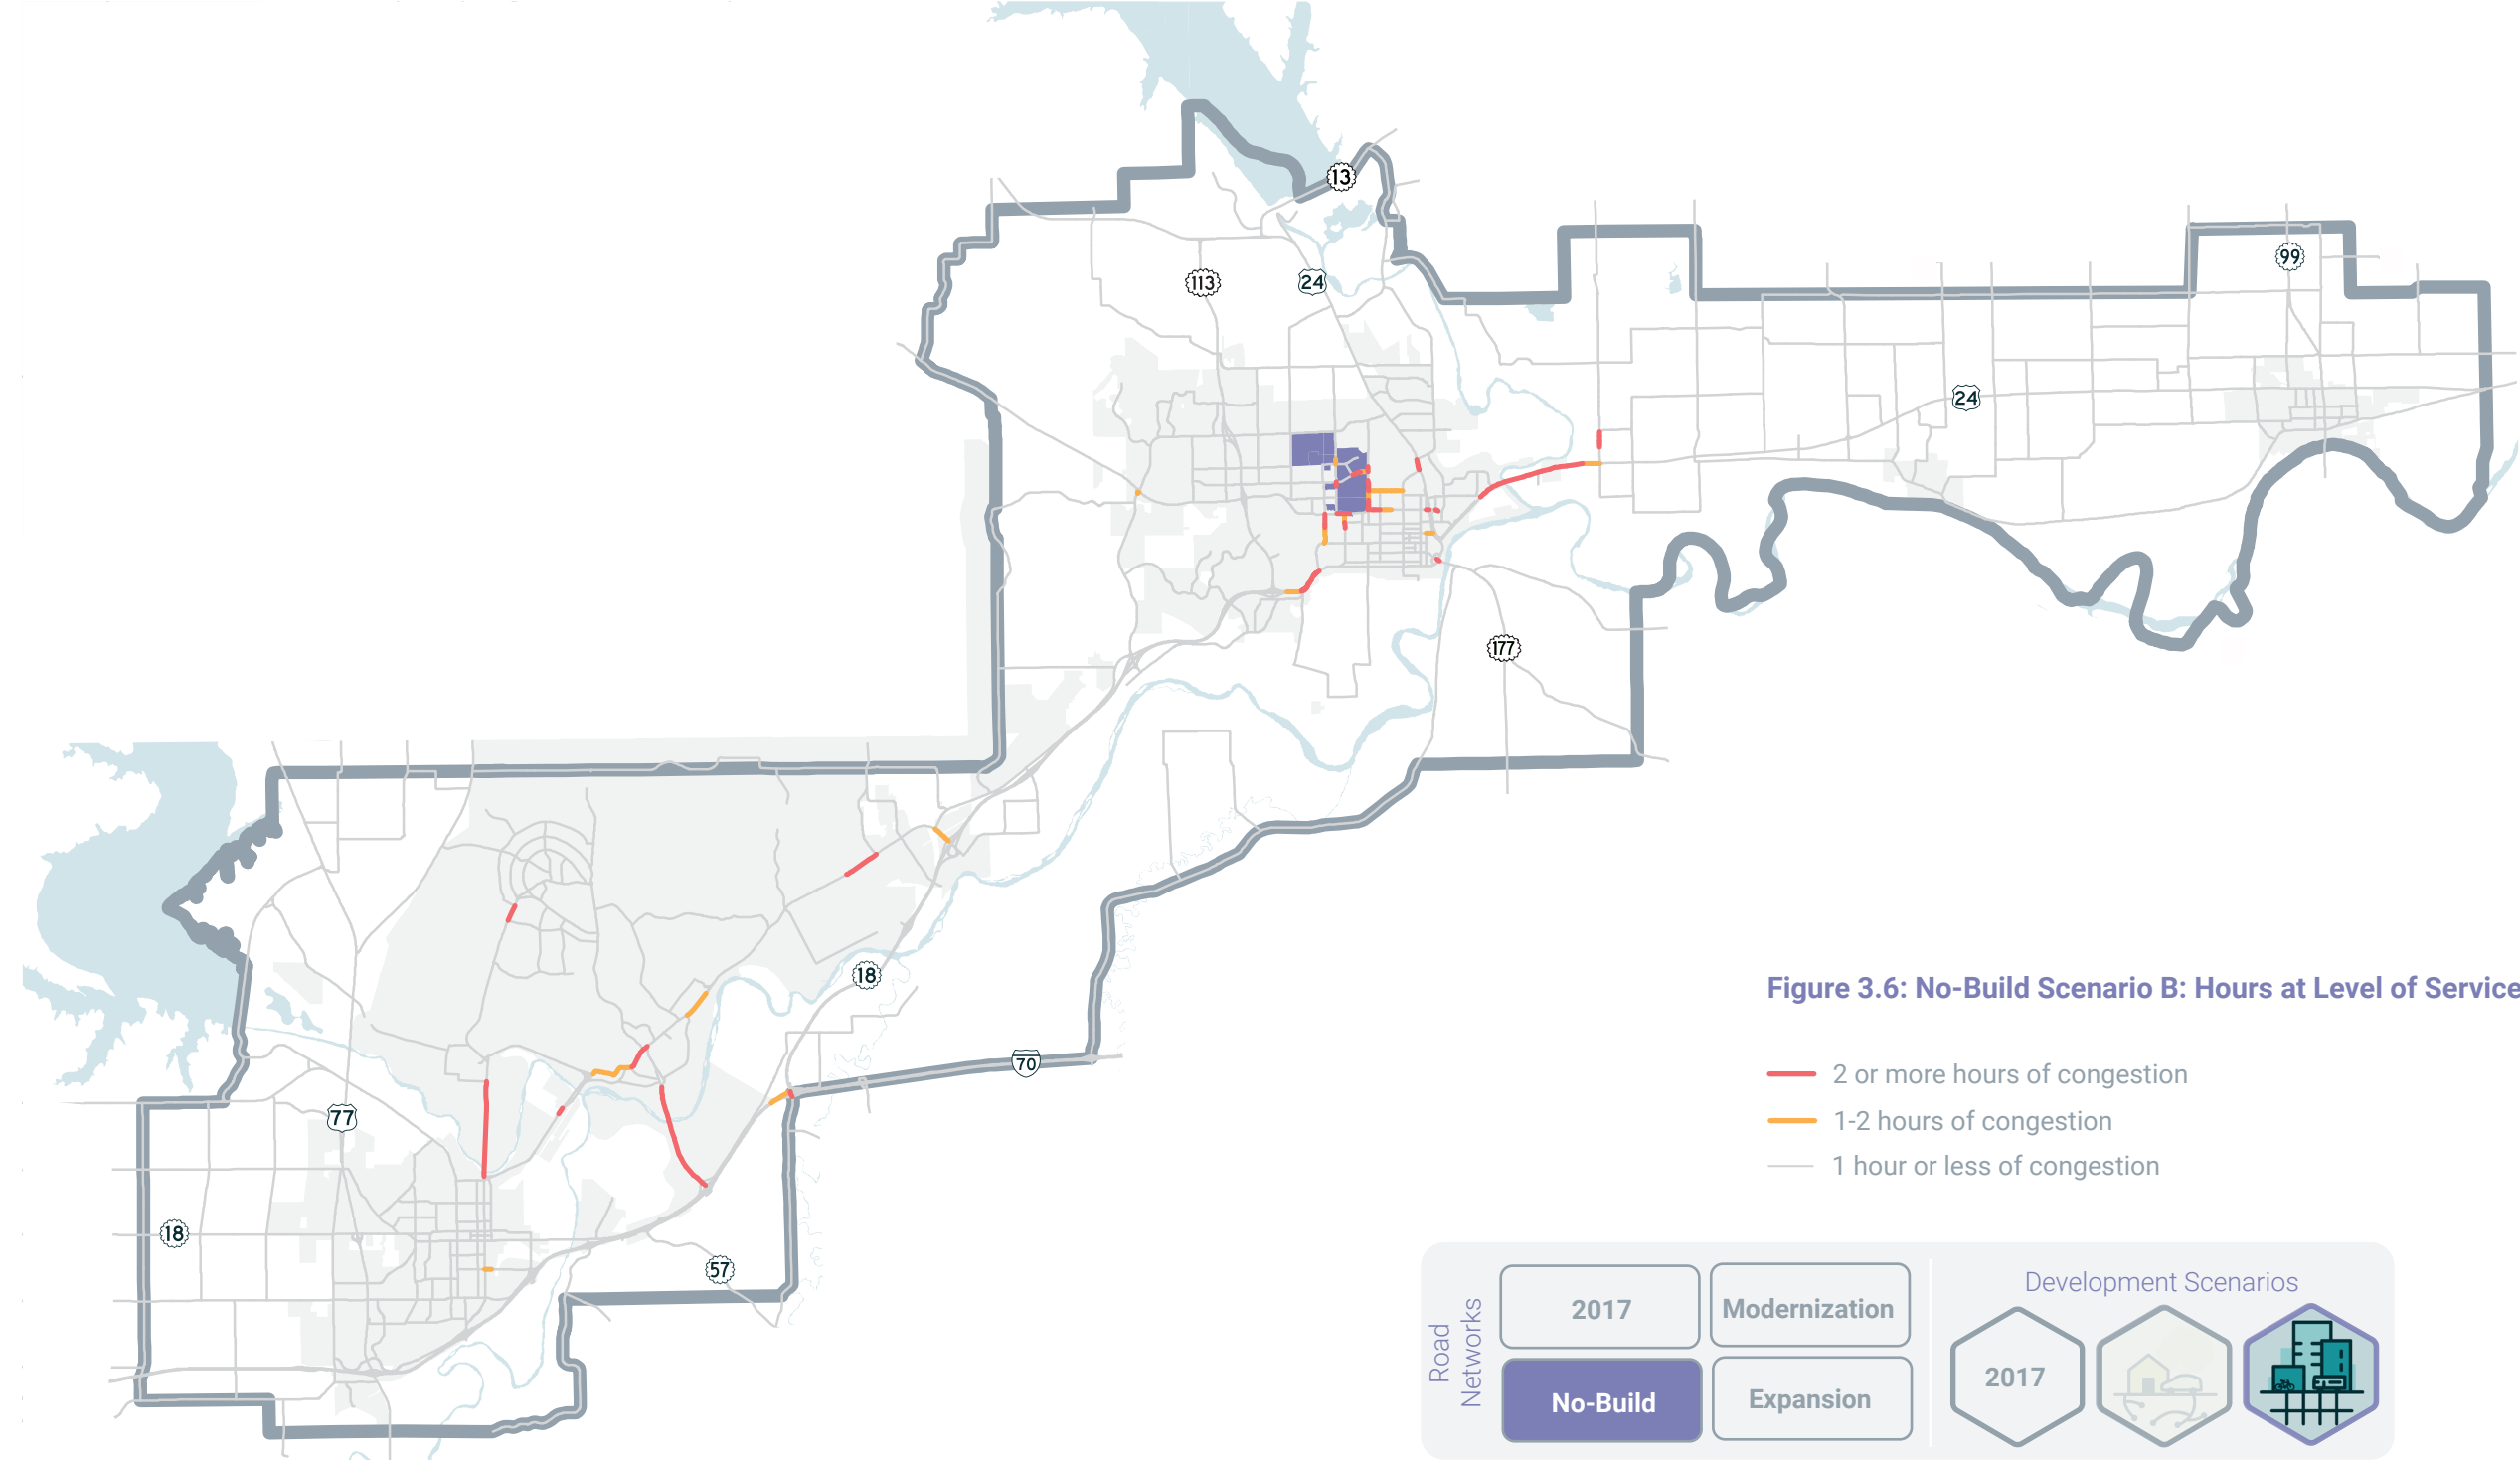 13
99
113
24
24
177
18
70
77
18
57
Figure 3.6: No-Build Scenario B: Hours at Level of Service
2 or more hours of congestion
1-2 hours of congestion
1 hour or less of congestion
Road
Networks
2017
Modernization
No-Build
Expansion
Development Scenarios
2017